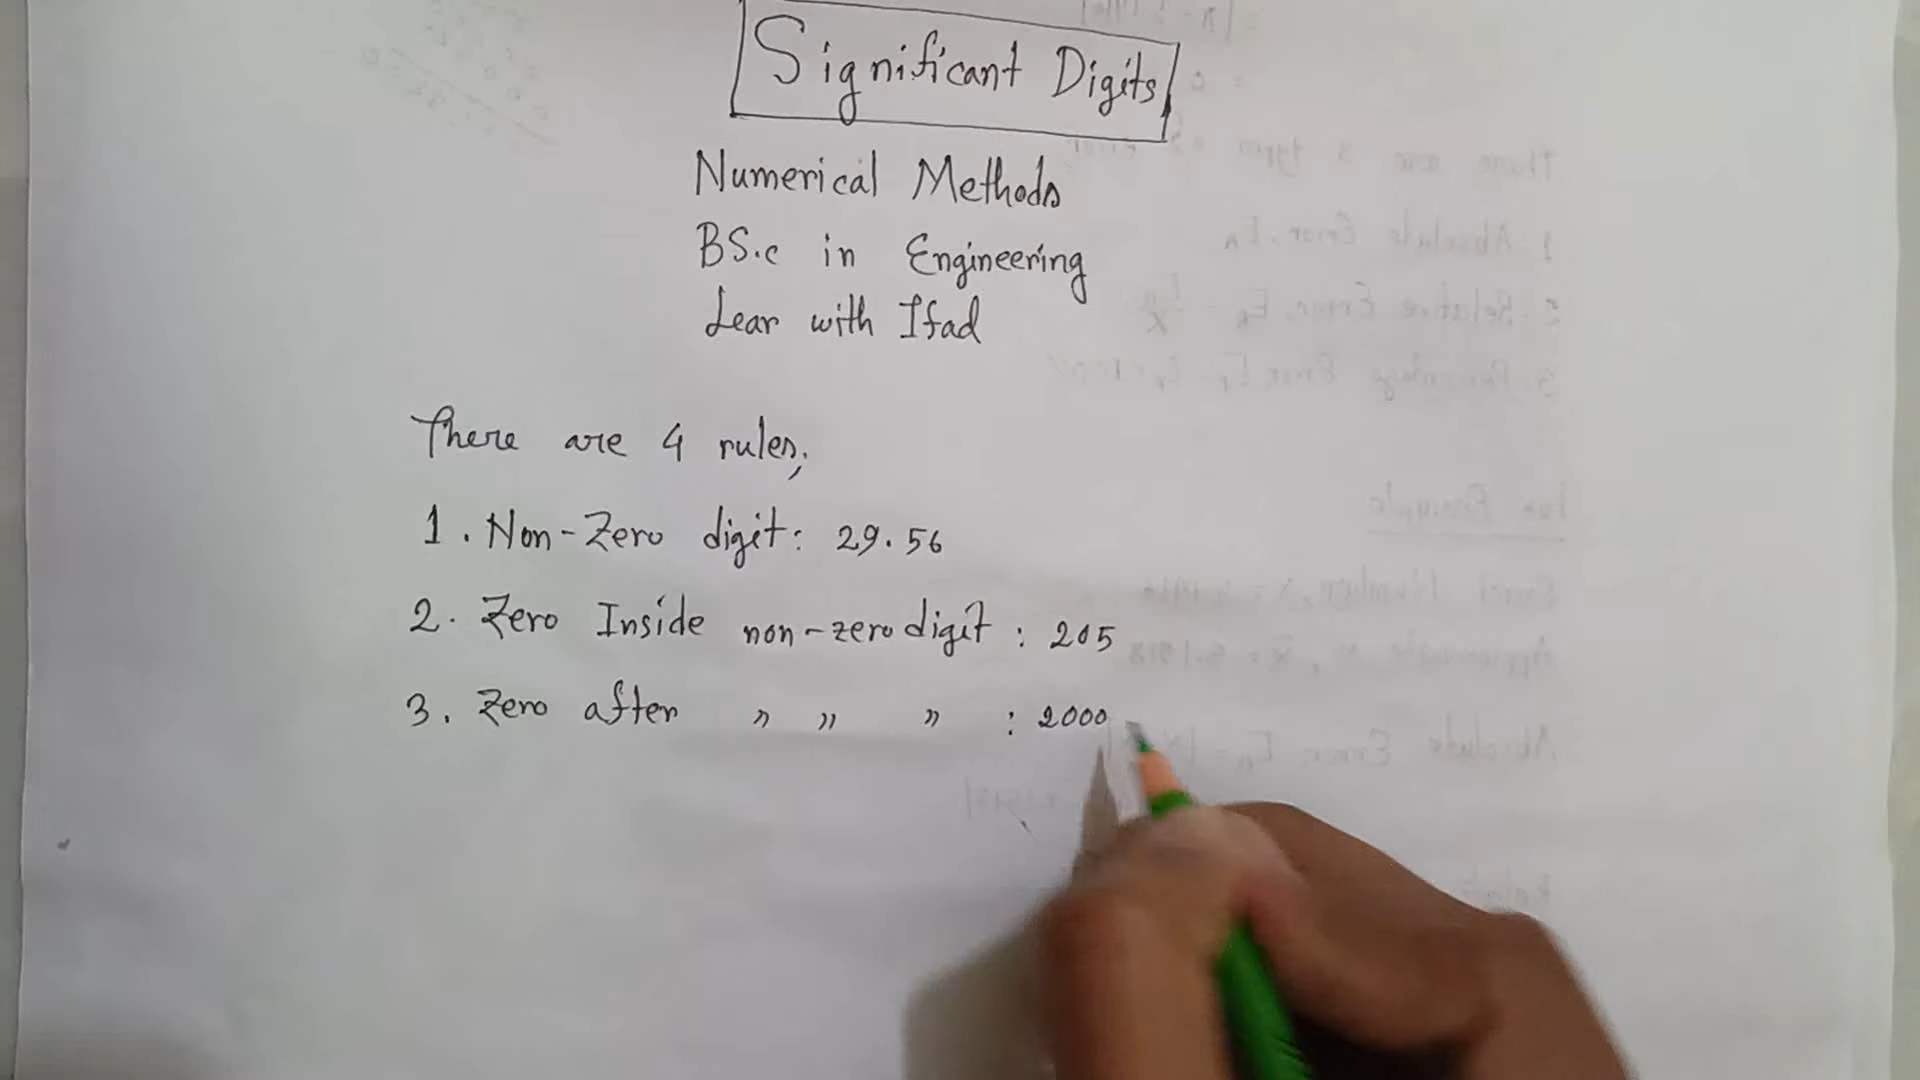 Significant Digits
Numerical Methods
BS.c in Engineering
Lear with Ifad
There are 4 rules,
1. Non-Zero digit: 29.56
2. Zero Inside non-zero digit : 205
3. Zero after " " " : 2000